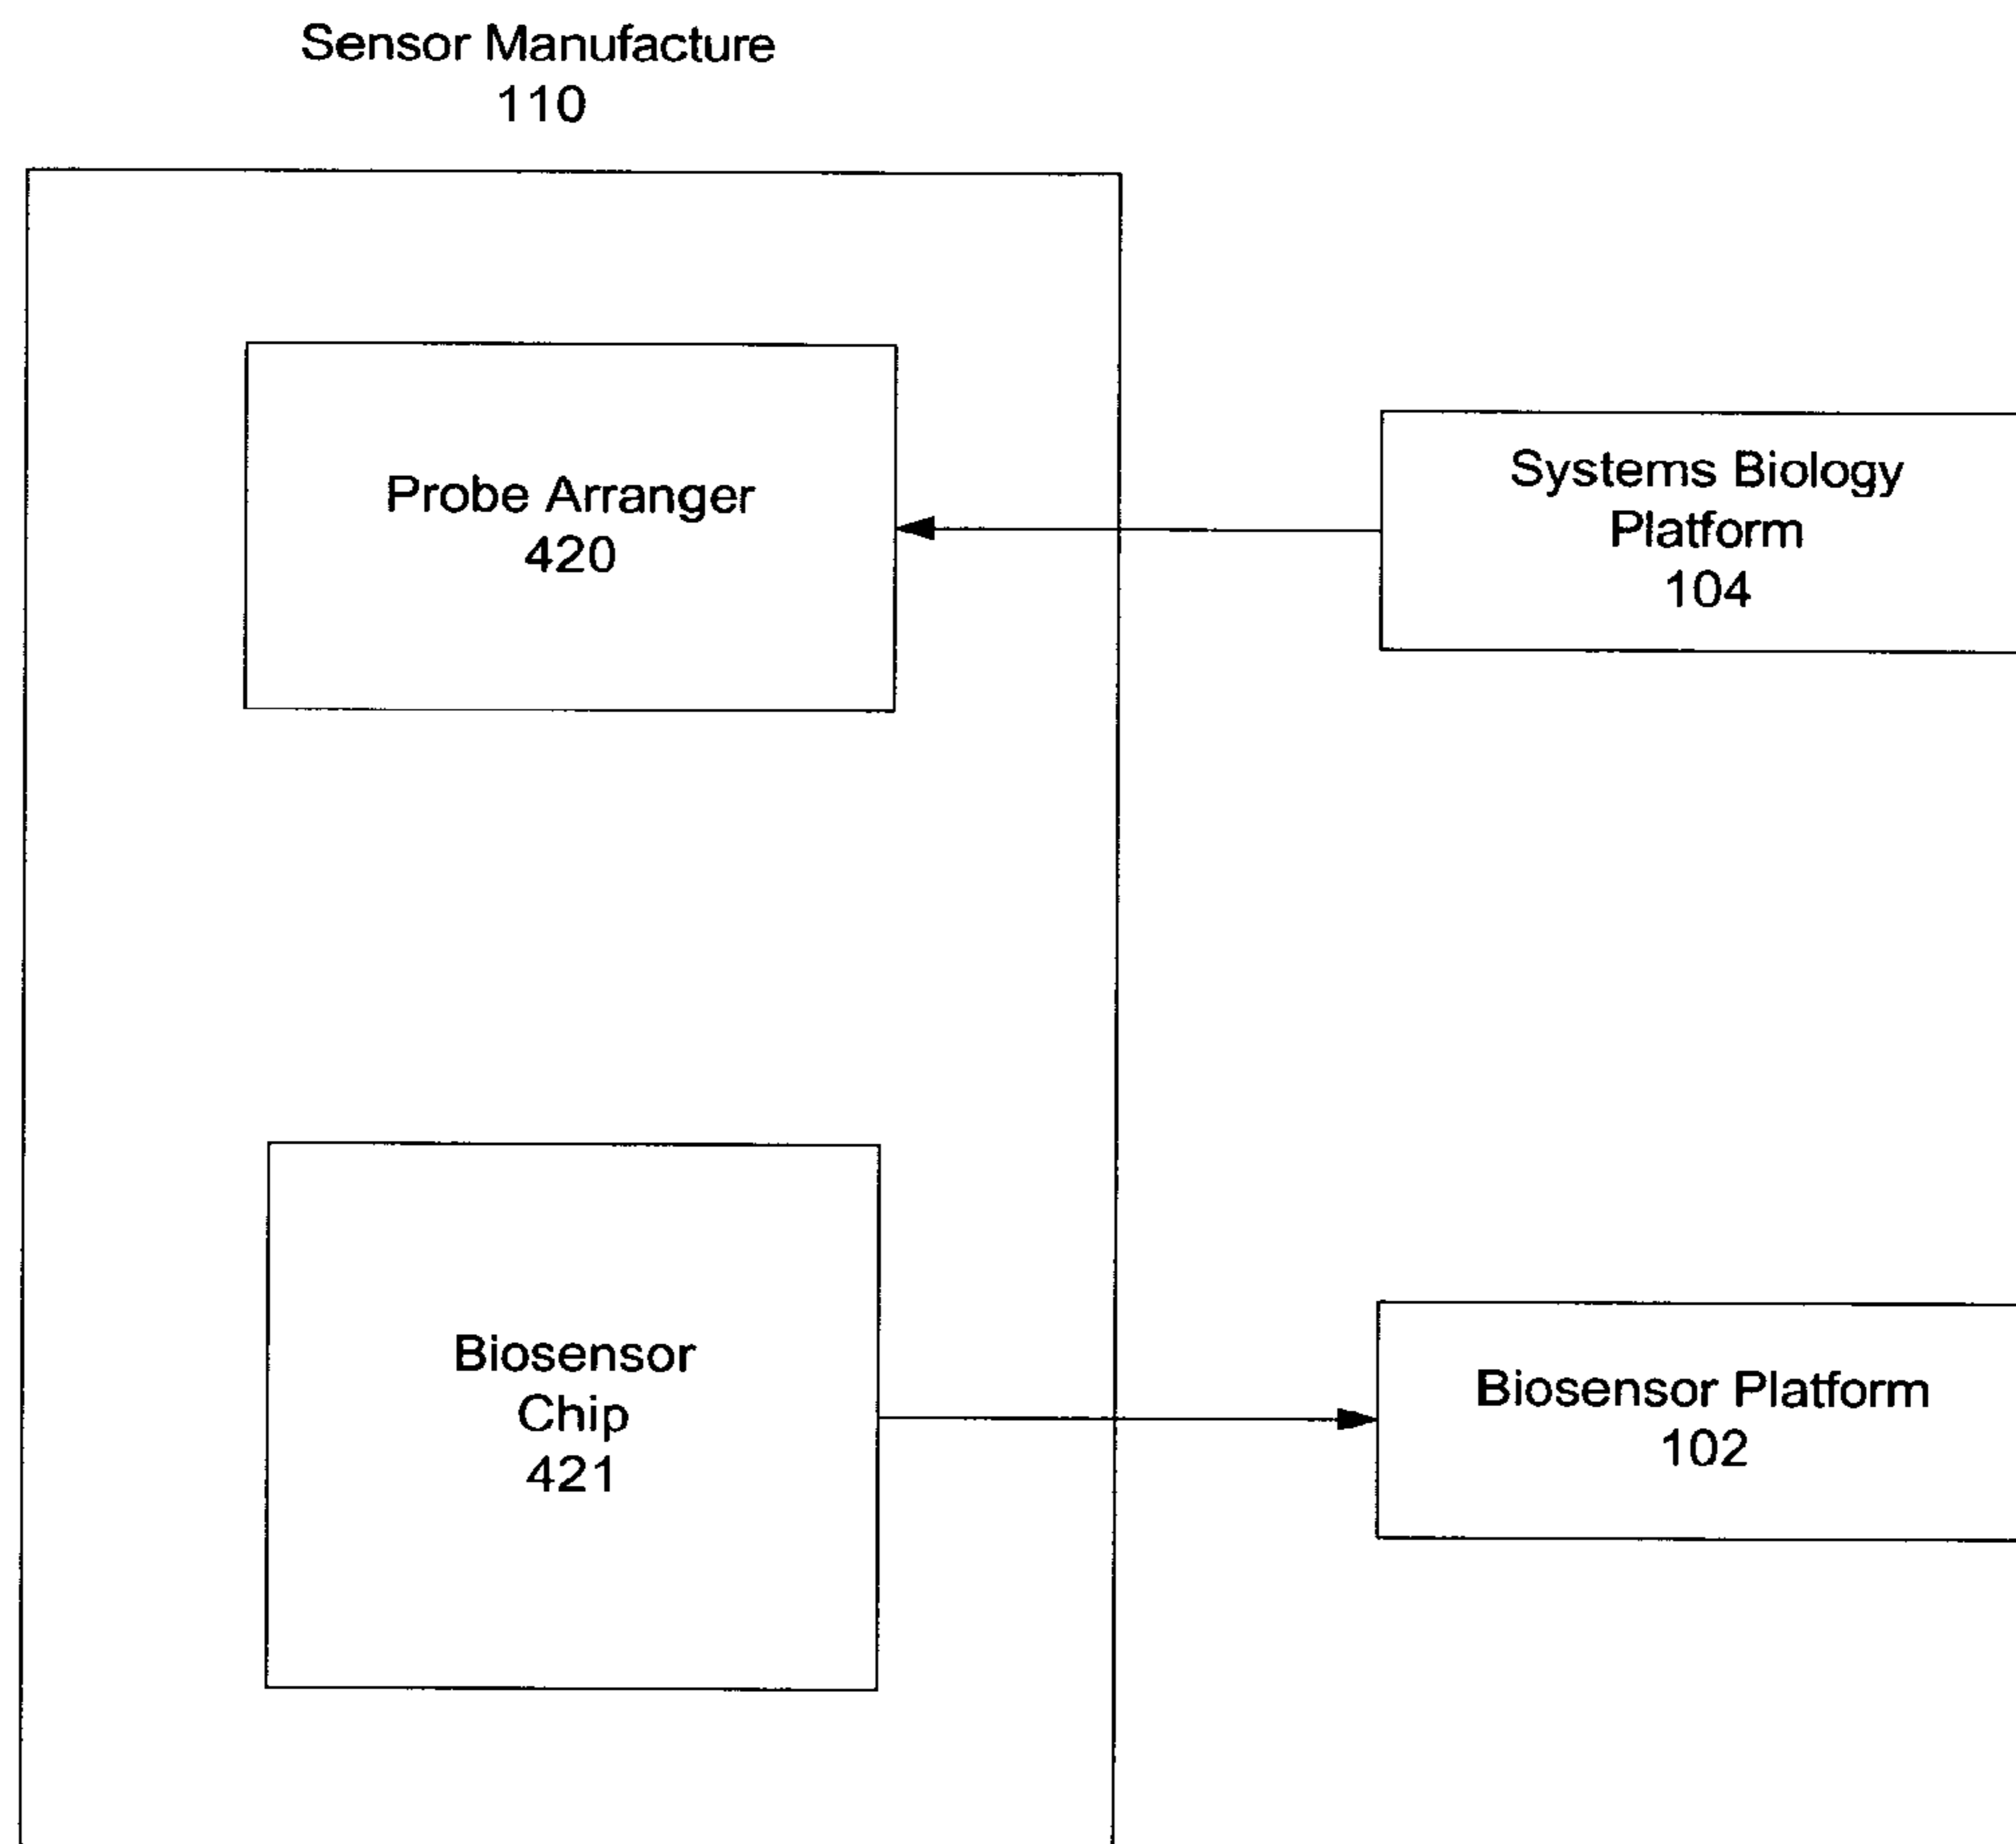 Sensor Manufacture
110
Probe Arranger
420
Systems Biology
Platform
104
Biosensor
Chip
421
Biosensor Platform
102